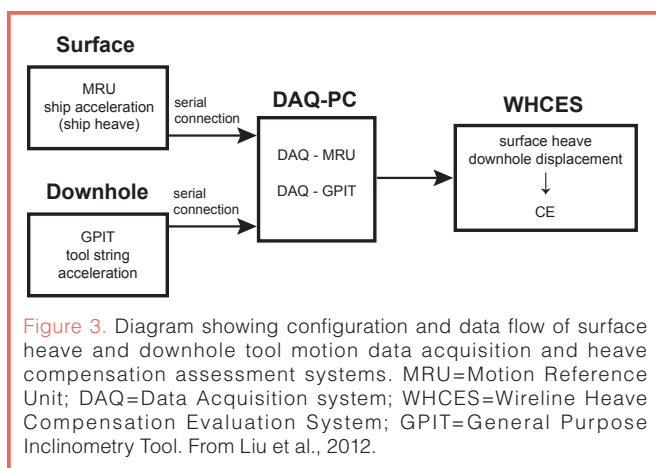 Surface
MRU
ship acceleration
(ship heave)
serial
connection
Downhole
GPIT
tool string
acceleration
serial
connection
DAQ-PC
DAQ - MRU
DAQ - GPIT
WHCES
surface heave
downhole displacement
CE
Figure 3. Diagram showing configuration and data flow of surface
heave and downhole tool motion data acquisition and heave
compensation assessment systems. MRU=Motion Reference
Unit; DAQ=Data Acquisition system; WHCES=Wireline Heave
Compensation Evaluation System; GPIT=General Purpose
Inclinometry Tool. From Liu et al., 2012.